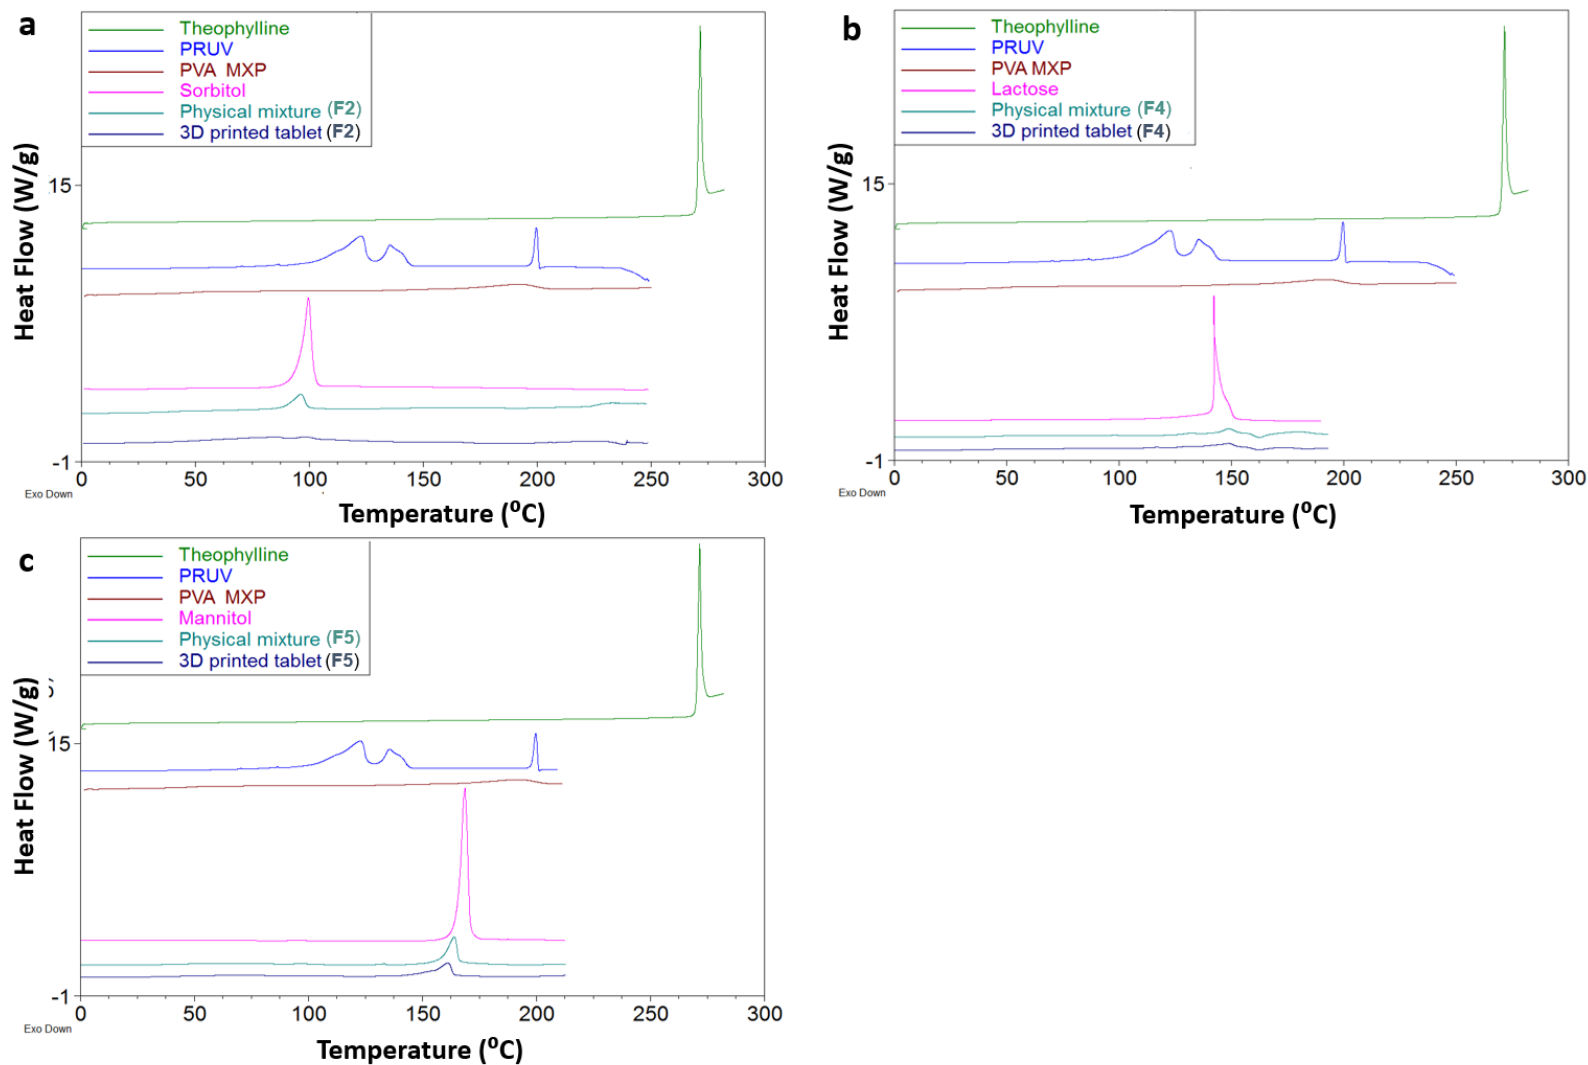 a
Theophylline
PRUV
PVA MXP
Sorbitol
Physical mixture (F2)
3D printed tablet (F2)
Heat Flow (W/g)
15
-1
0 50 100 150 200 250 300
Exo Down
Temperature (⁰C)
b
Theophylline
PRUV
PVA MXP
Lactose
Physical mixture (F4)
3D printed tablet (F4)
Heat Flow (W/g)
15
-1
0 50 100 150 200 250 300
Exo Down
Temperature (⁰C)
c
Theophylline
PRUV
PVA MXP
Mannitol
Physical mixture (F5)
3D printed tablet (F5)
Heat Flow (W/g)
15
-1
0 50 100 150 200 250 300
Exo Down
Temperature (⁰C)